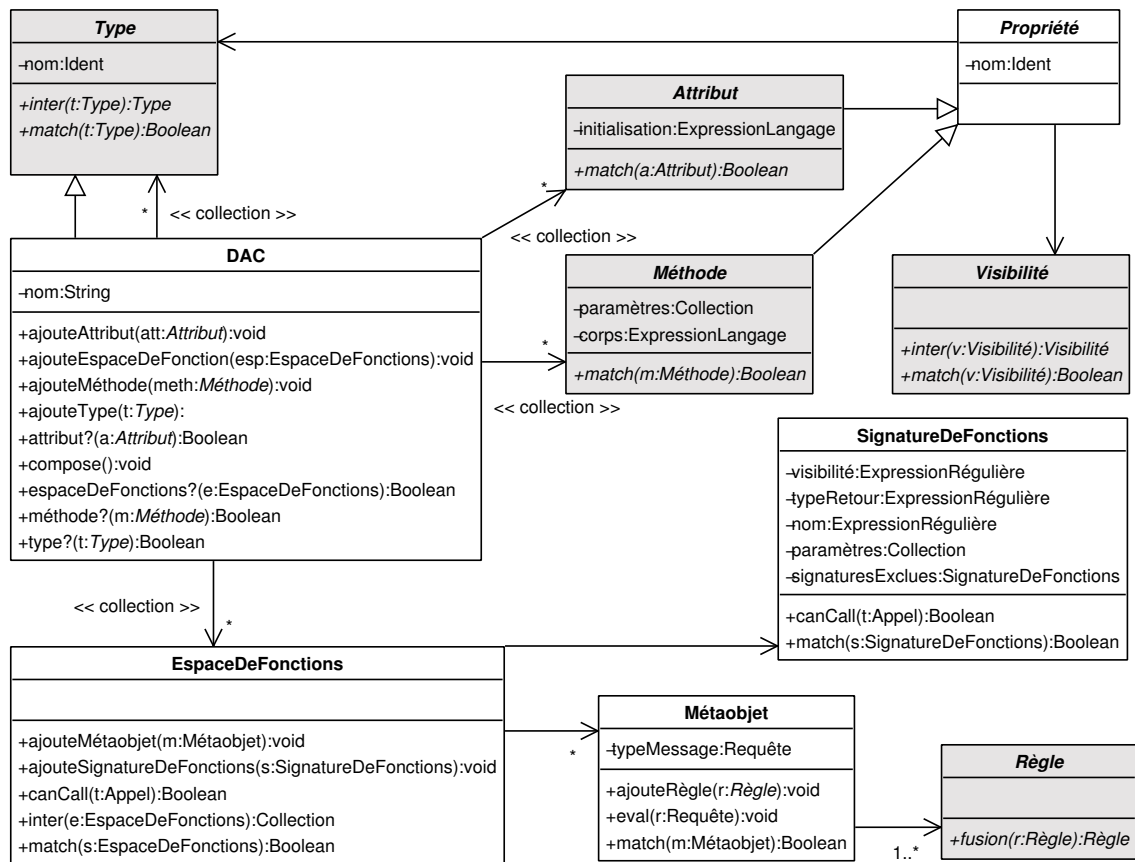 Type
-nom:Ident
+inter(t:Type):Type
+match(t:Type):Boolean
Propriété
-nom:Ident
Attribut
-initialisation:ExpressionLangage
+match(a:Attribut):Boolean
*
<< collection >>
*
<< collection >>
DAC
-nom:String
+ajouteAttribut(att:Attribut):void
+ajouteEspaceDeFonction(esp:EspaceDeFonctions):void
+ajouteMéthode(meth:Méthode):void
+ajouteType(t:Type):
+attribut?(a:Attribut):Boolean
+compose():void
+espaceDeFonctions?(e:EspaceDeFonctions):Boolean
+méthode?(m:Méthode):Boolean
+type?(t:Type):Boolean
Méthode
-paramètres:Collection
-corps:ExpressionLangage
+match(m:Méthode):Boolean
*
<< collection >>
Visibilité
+inter(v:Visibilité):Visibilité
+match(v:Visibilité):Boolean
SignatureDeFonctions
-visibilité:ExpressionRégulière
-typeRetour:ExpressionRégulière
-nom:ExpressionRégulière
-paramètres:Collection
-signaturesExclues:SignatureDeFonctions
+canCall(t:Appel):Boolean
+match(s:SignatureDeFonctions):Boolean
<< collection >>
*
EspaceDeFonctions
+ajouteMétaobjet(m:Métaobjet):void
+ajouteSignatureDeFonctions(s:SignatureDeFonctions):void
+canCall(t:Appel):Boolean
+inter(e:EspaceDeFonctions):Collection
+match(s:EspaceDeFonctions):Boolean
*
Métaobjet
-typeMessage:Requête
+ajouteRègle(r:Règle):void
+eval(r:Requête):void
+match(m:Métaobjet):Boolean
1..*
Règle
+fusion(r:Règle):Règle